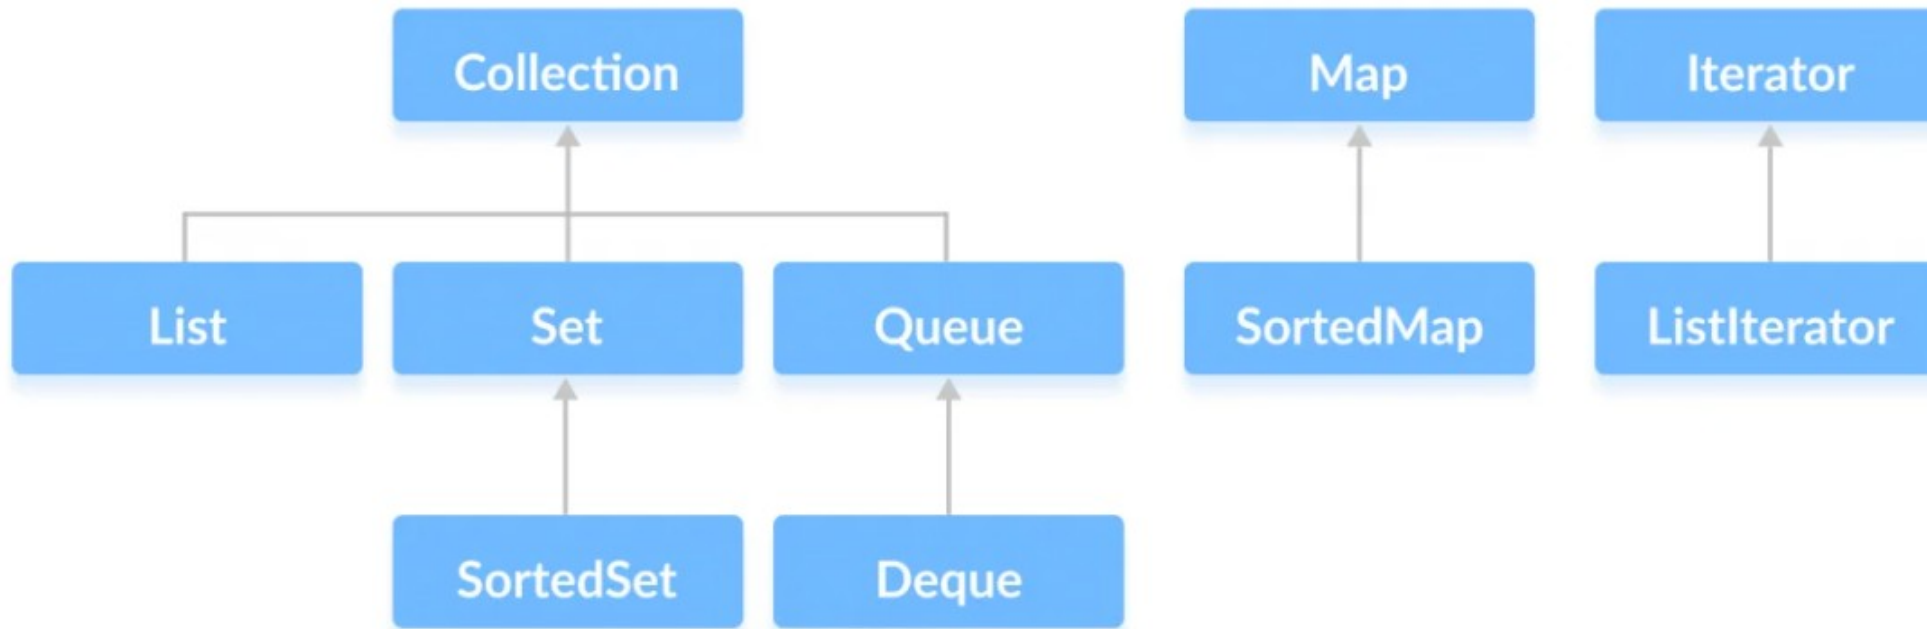 Collection
Map
Iterator
List
Set
Queue
SortedMap
ListIterator
SortedSet
Deque